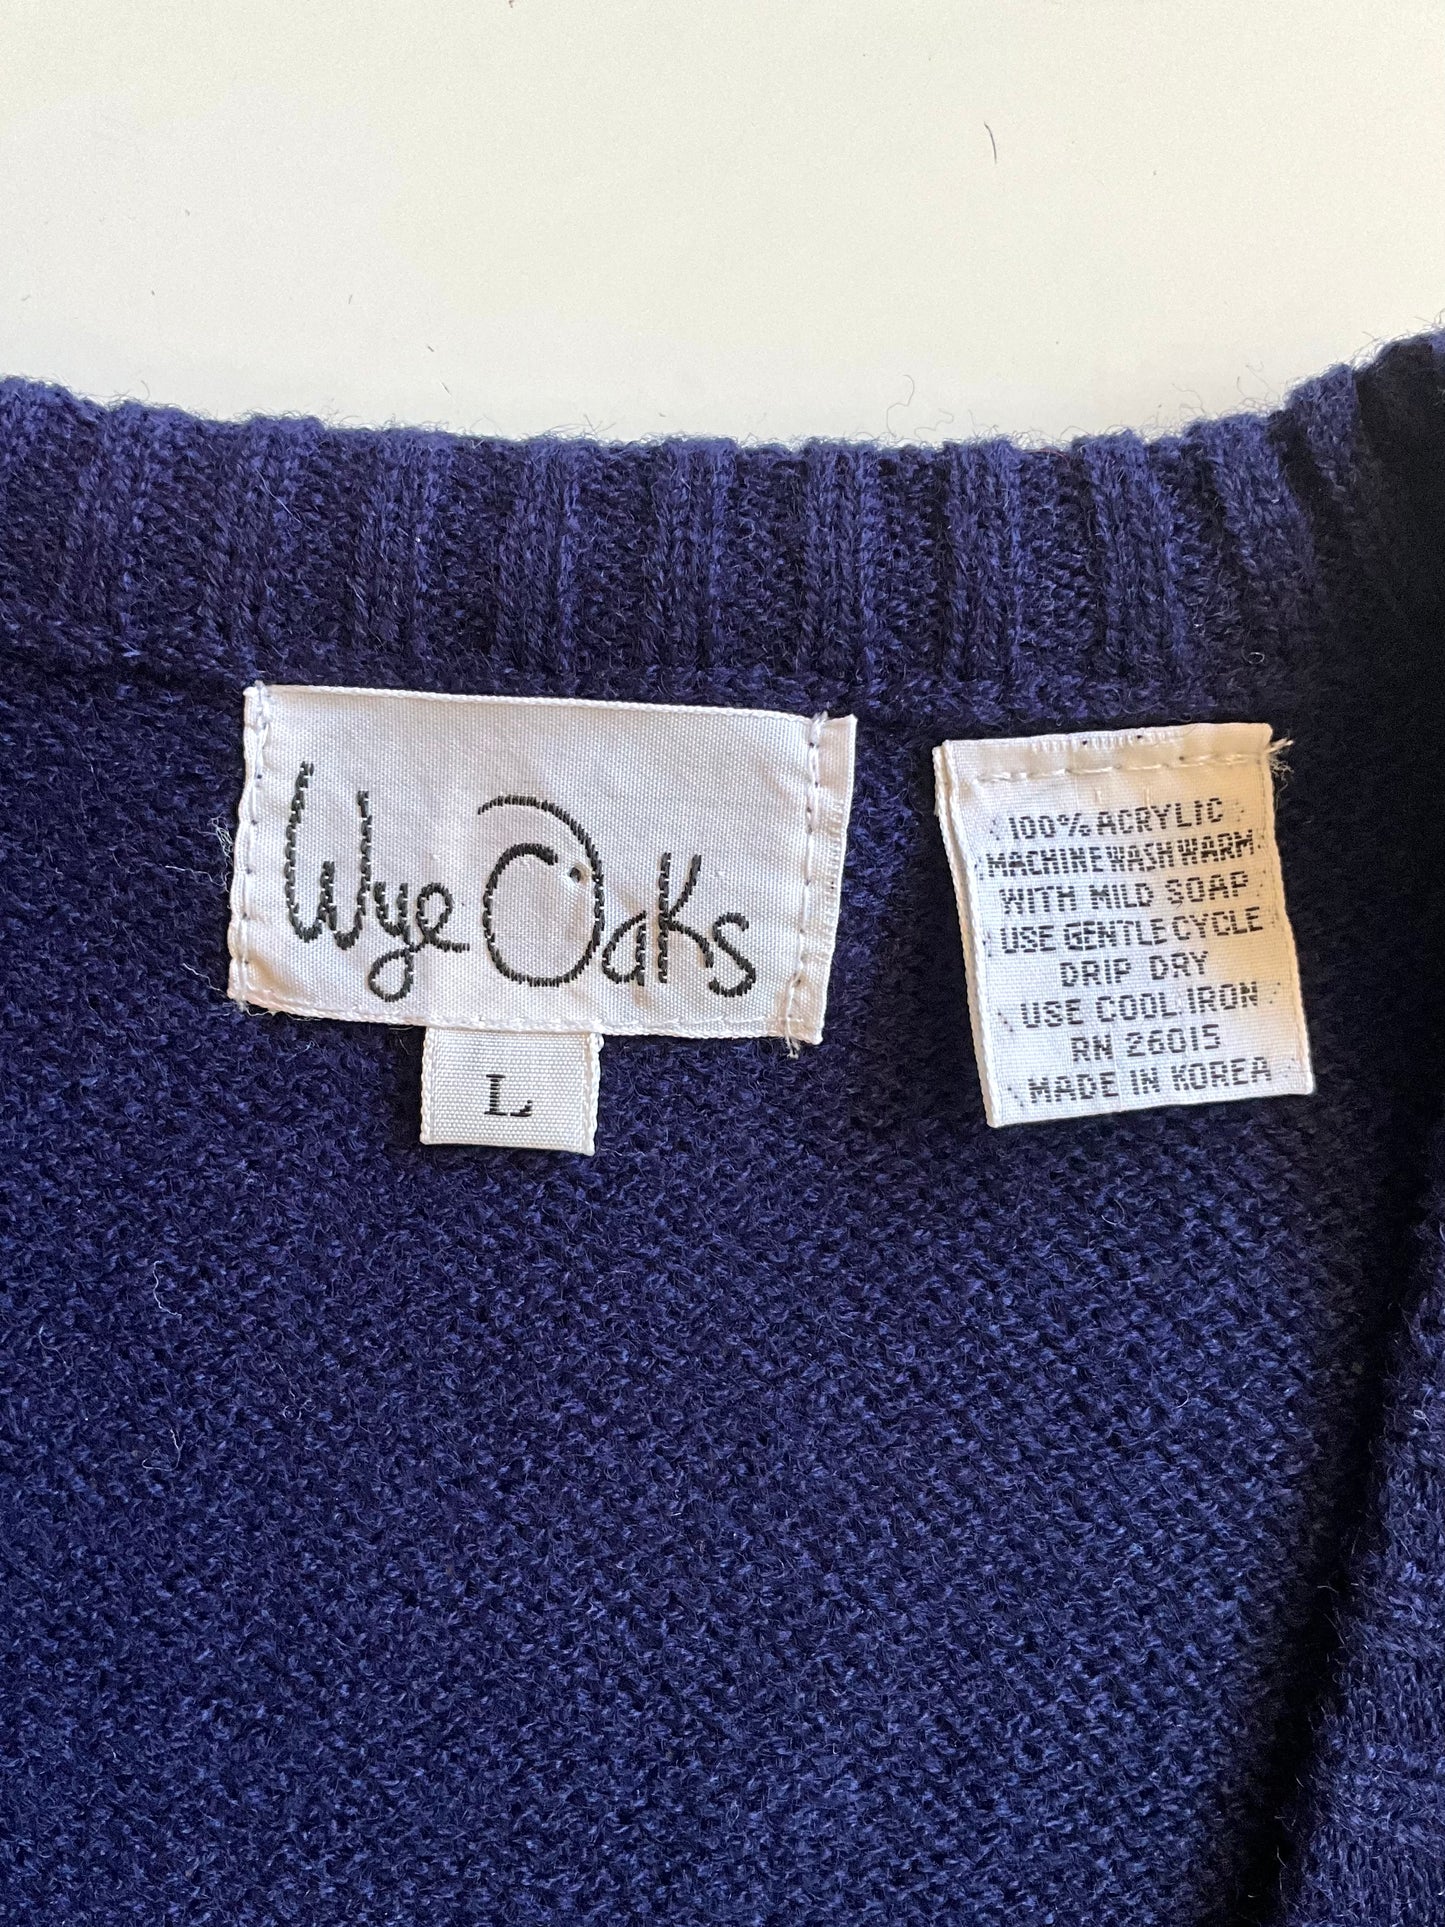 Wye Oaks
L
100% ACRYLIC
MACHINE WASH WARM
WITH MILD SOAP
USE GENTLE CYCLE
DRIP DRY
USE COOL IRON
RN 26015
MADE IN KOREA